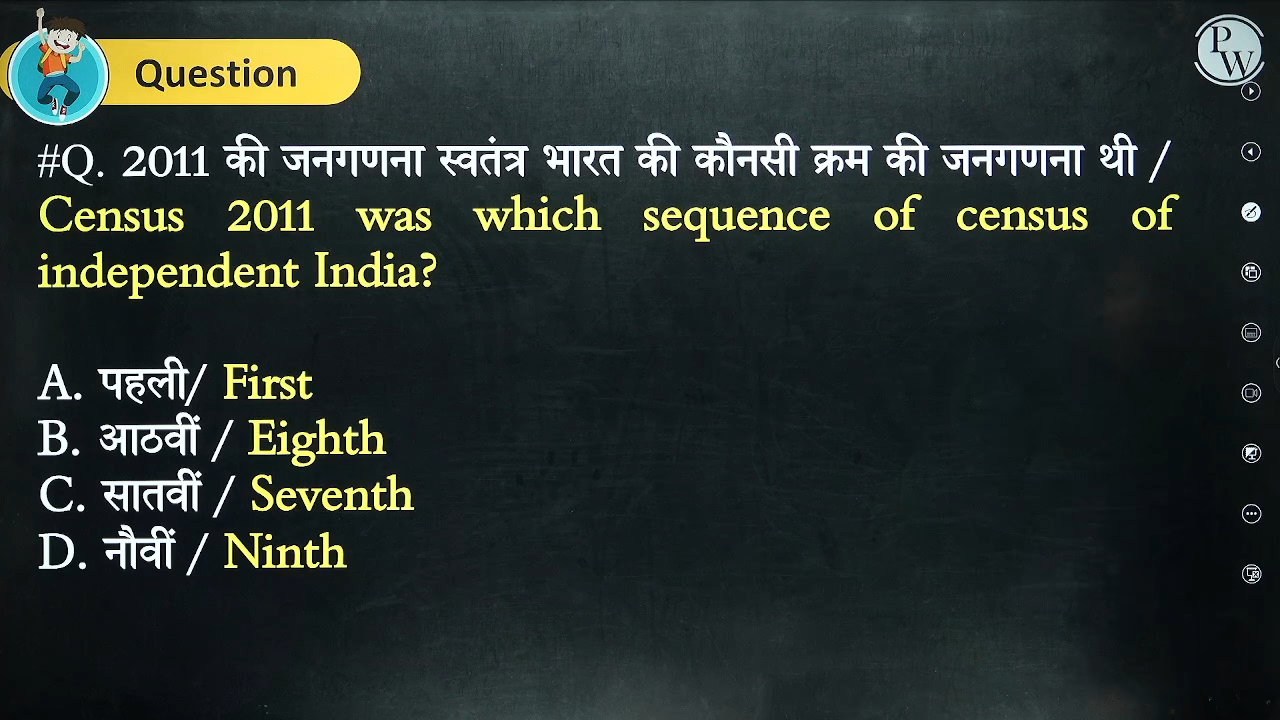 Question
PW
#Q. 2011 की जनगणना स्वतंत्र भारत की कौनसी क्रम की जनगणना थी /
Census 2011 was which sequence of census of
independent India?
A. पहली/ First
B. आठवीं / Eighth
C. सातवीं / Seventh
D. नौवीं / Ninth